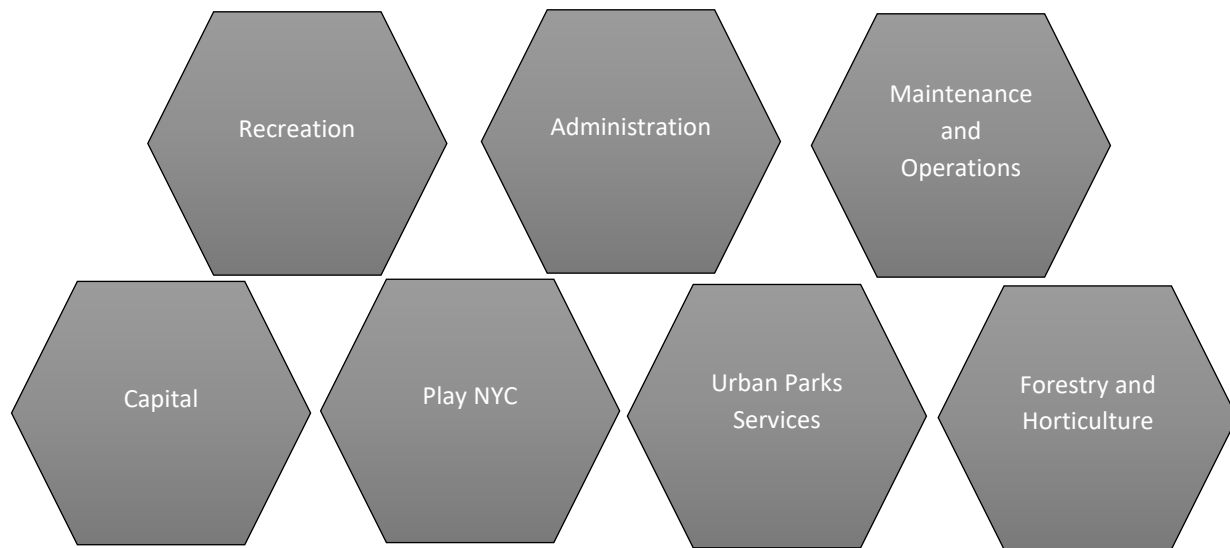 Recreation
Administration
Maintenance
and
Operations
Capital
Play NYC
Urban Parks
Services
Forestry and
Horticulture